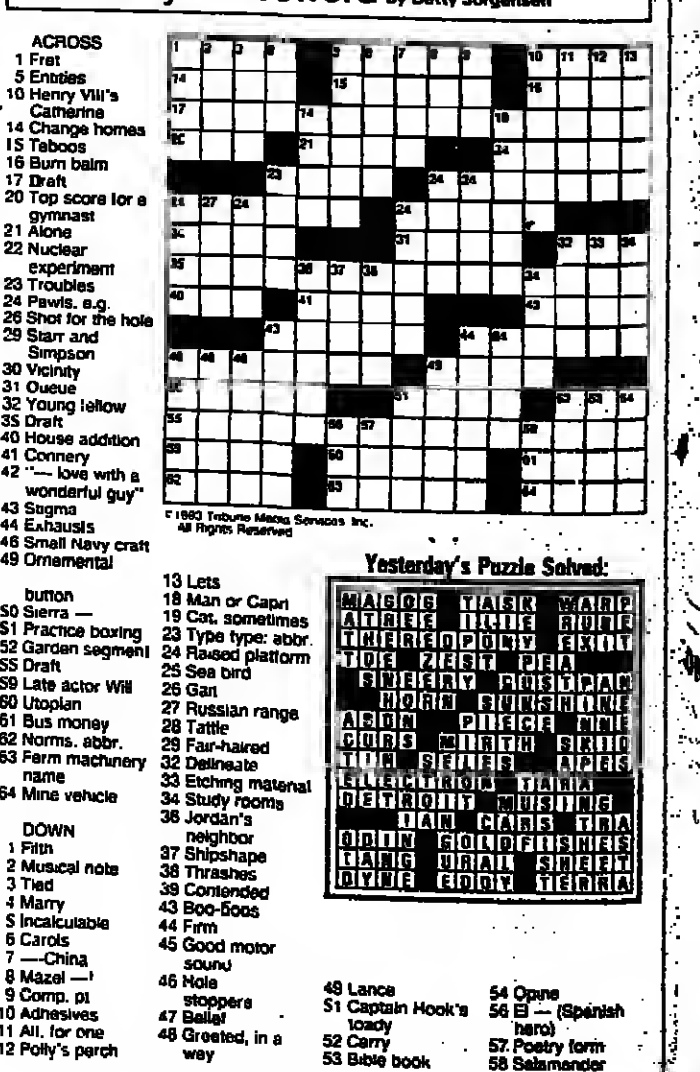 by Betty Jorgensen
ACROSS
1 Fret
5 Entities
10 Henry VIII's
Catherine
14 Change homes
15 Taboos
16 Burn balm
17 Draft
20 Top score for a
gymnast
21 Alone
22 Nuclear
experiment
23 Troubles
24 Pawls, e.g.
26 Shot for the hole
29 Starr and
Simpson
30 Vicinity
31 Queue
32 Young fellow
35 Draft
40 House addition
41 Connery
42 "— love with a
wonderful guy"
43 Stigma
44 Exhausts
46 Small Navy craft
49 Ornamental
button
50 Sierra —
51 Practice boxing
52 Garden segment
55 Draft
59 Late actor Will
60 Utopian
61 Bus money
62 Norms. abbr.
63 Farm machinery
name
64 Mine vehicle
DOWN
1 Filth
2 Musical note
3 Tied
4 Marry
5 Incalculable
6 Carols
7 —-China
8 Mazel —!
9 Comp. pt
10 Adhesives
11 All, for one
12 Polly's perch
13 Lets
18 Man or Capri
19 Cat. sometimes
23 Type type: abbr.
24 Raised platform
25 Sea bird
26 Gari
27 Russian range
28 Tattle
29 Fair-haired
32 Delineate
33 Etching material
34 Study rooms
36 Jordan's
neighbor
37 Shipshape
38 Thrashes
39 Contended
43 Boo-boos
44 Firm
45 Good motor
sound
46 Hole
stoppers
47 Belief
48 Greeted, in a
way
49 Lance
51 Captain Hook's
toady
52 Carry
53 Bible book
54 Opine
56 El — (Spanish
hero)
57 Poetry form
58 Salamander
©1993 Tribune Media Services Inc.
All Rights Reserved
Yesterday's Puzzle Solved:
MAGOG TASK WARP
ATREE ILIE RUNE
THEREDPONY EXIT
TOE ZEST PEA
SNEERY DUSTPAN
HORN SUNSHINE
ASON PIECE NNE
CURS MIRTH SKID
TIN SELES APES
ELECTRON TARA
DETROIT MUSING
IAN CARS TRA
ODIN GOLDFISHES
TANG URAL SHEET
DYNE EDDY TERRA